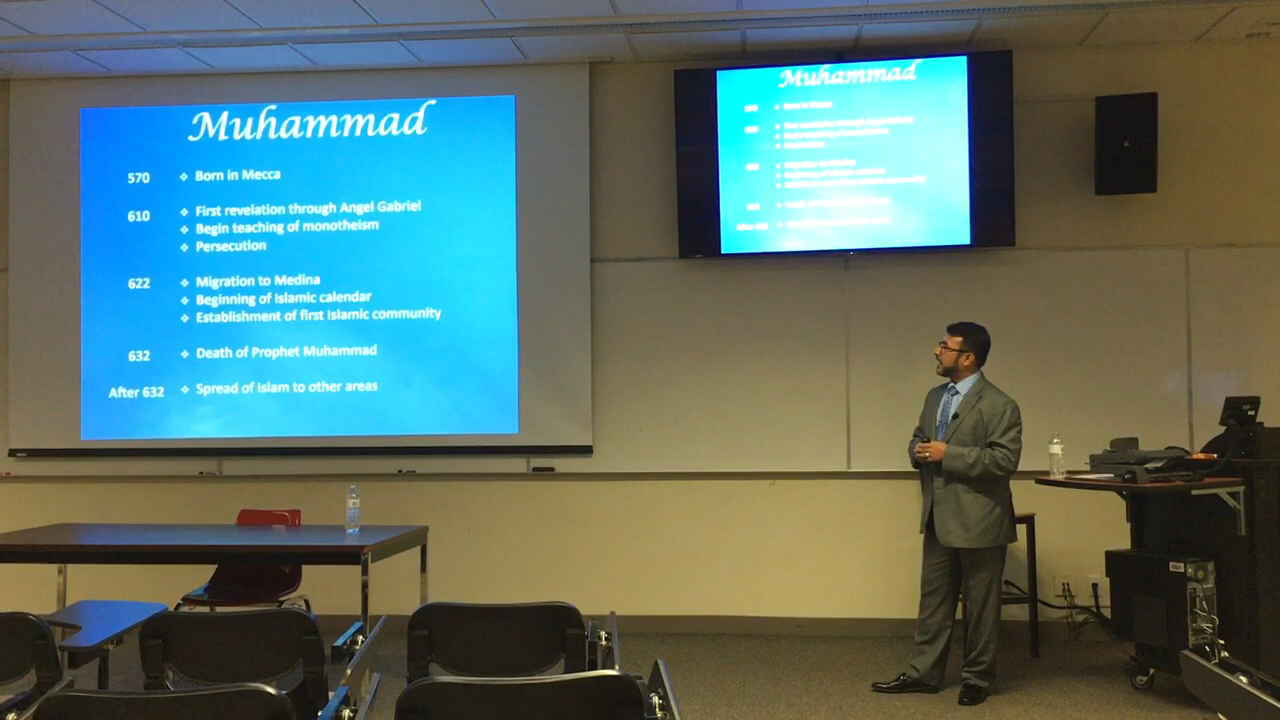 Muhammad
570 ❖ Born in Mecca
610 ❖ First revelation through Angel Gabriel
❖ Begin teaching of monotheism
❖ Persecution
622 ❖ Migration to Medina
❖ Beginning of Islamic calendar
❖ Establishment of first Islamic community
632 ❖ Death of Prophet Muhammad
After 632 ❖ Spread of Islam to other areas
Muhammad